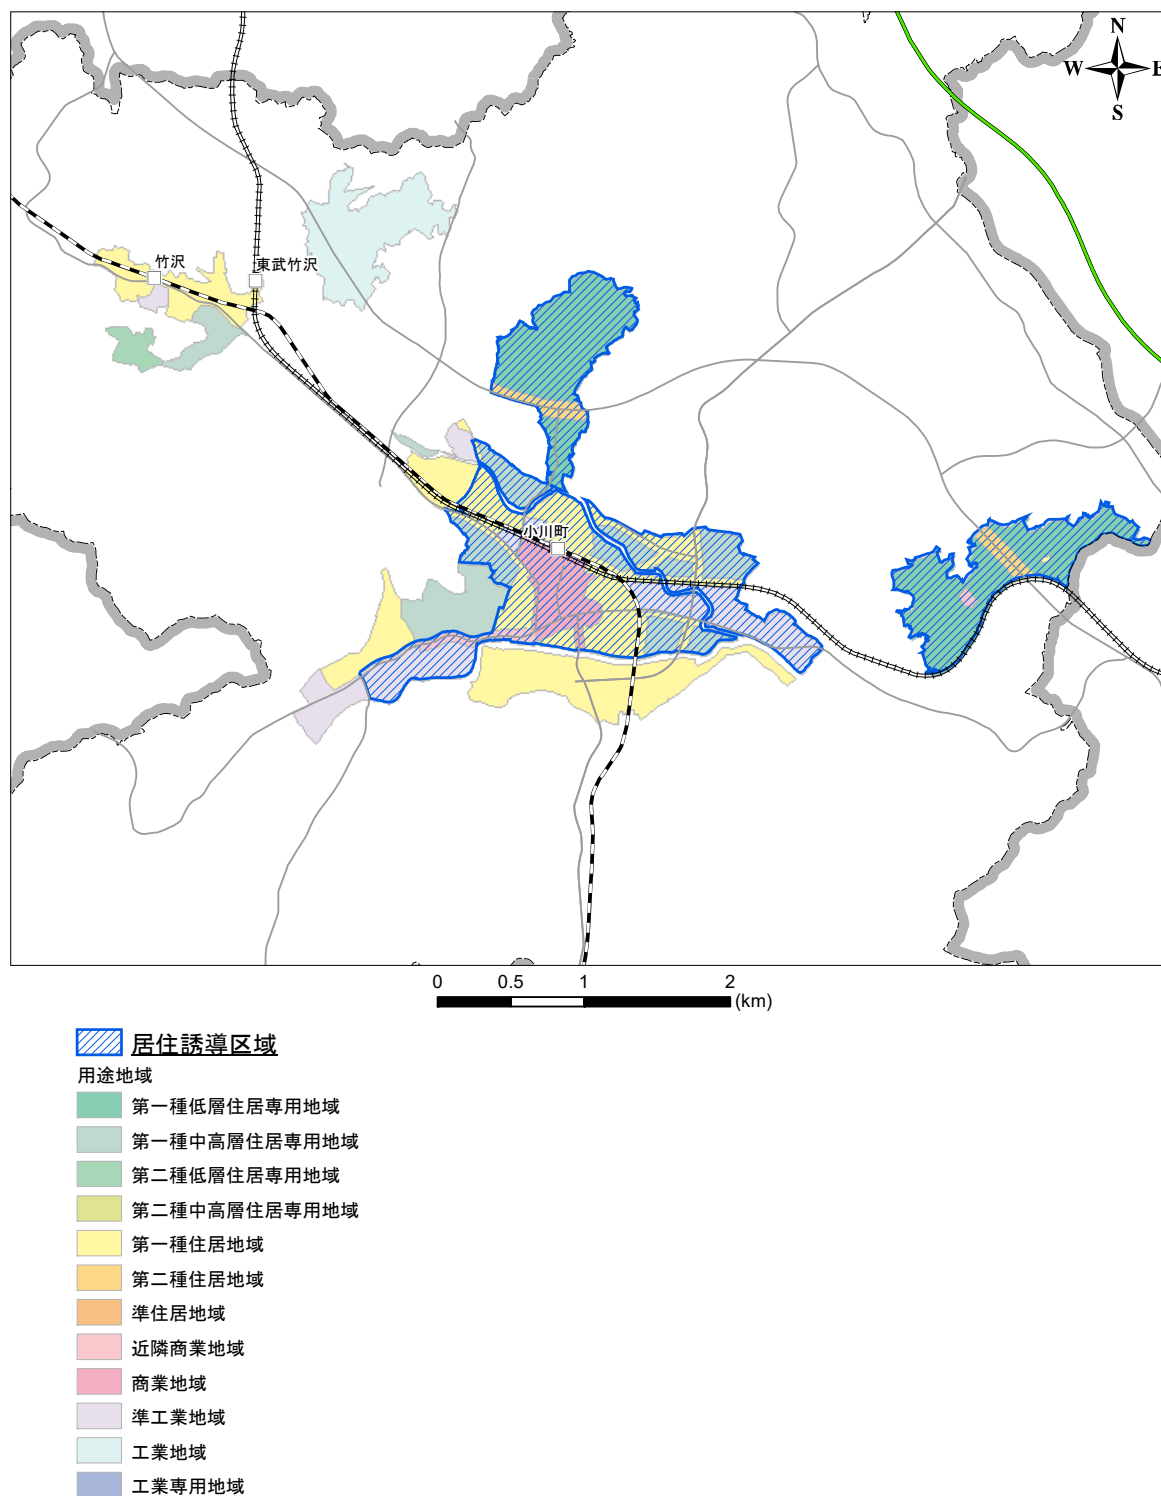 N
W E
S
竹沢
東武竹沢
小川町
0 0.5 1 2
(km)
居住誘導区域
用途地域
第一種低層住居専用地域
第一種中高層住居専用地域
第二種低層住居専用地域
第二種中高層住居専用地域
第一種住居地域
第二種住居地域
準住居地域
近隣商業地域
商業地域
準工業地域
工業地域
工業専用地域